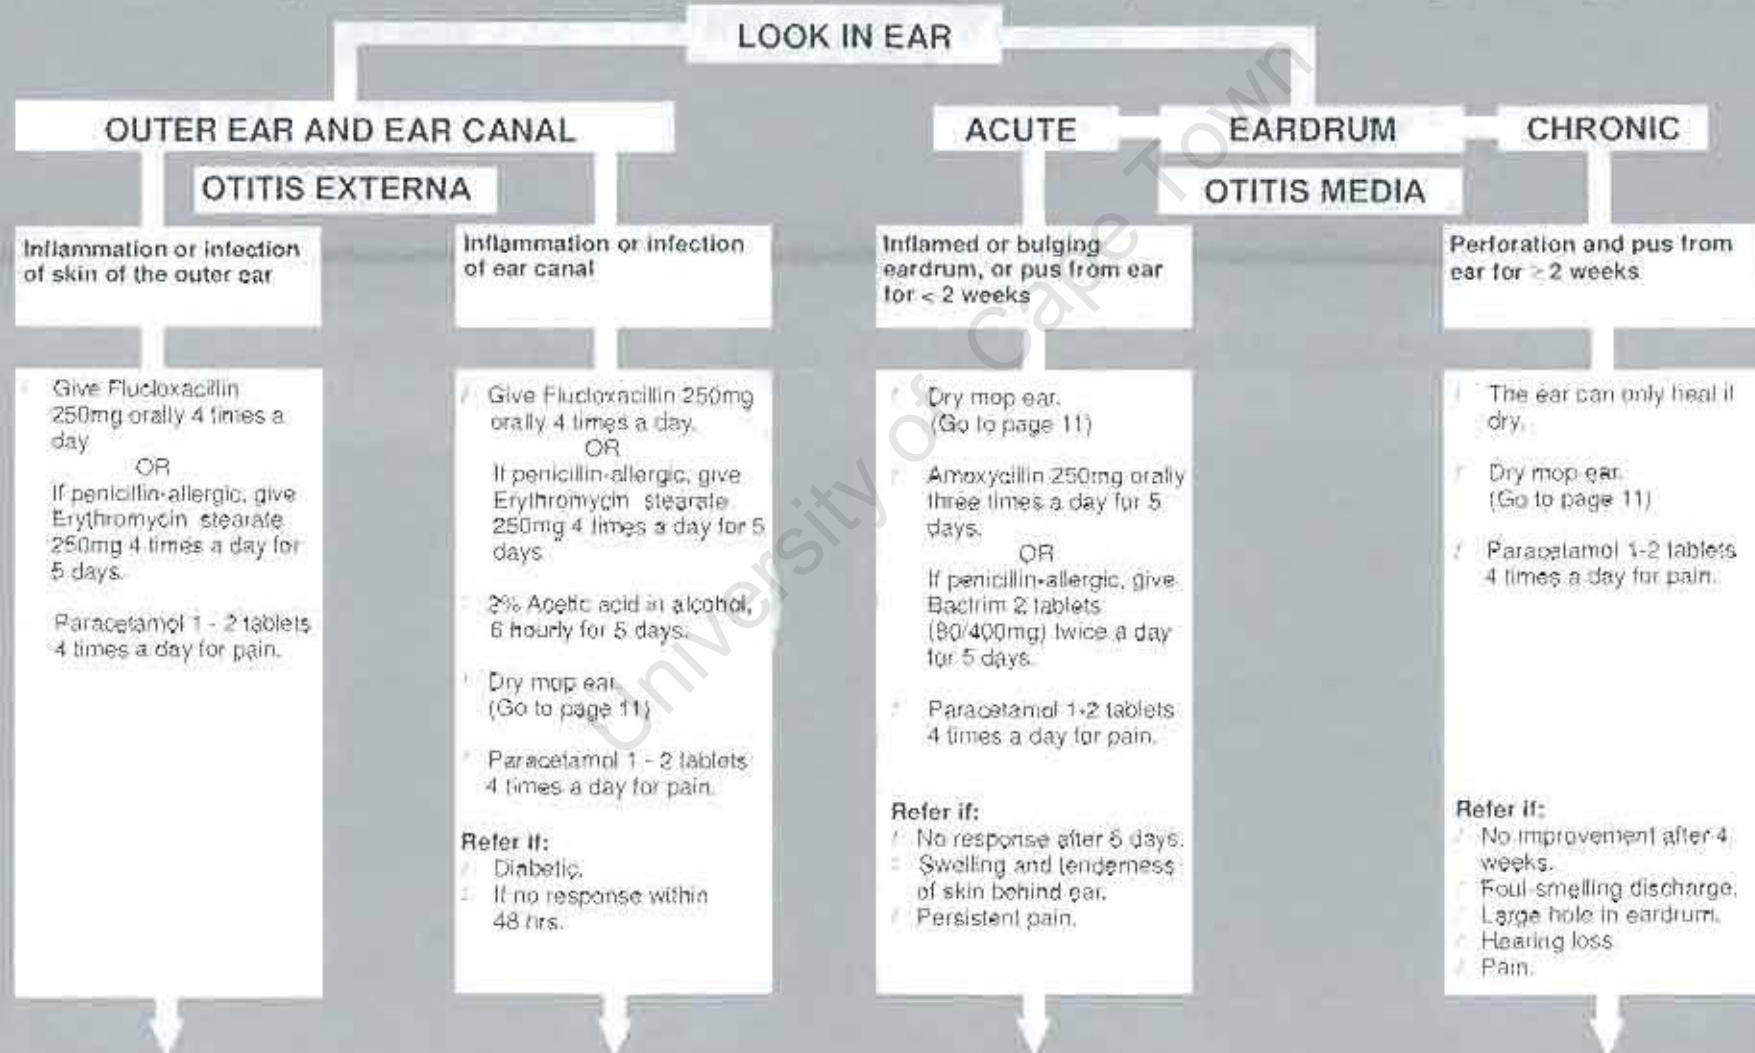 LOOK IN EAR
OUTER EAR AND EAR CANAL
OTITIS EXTERNA
Inflammation or infection
of skin of the outer ear
Give Flucloxacillin
250mg orally 4 times a
day
OR
If penicillin-allergic, give
Erythromycin stearate
250mg 4 times a day for
5 days.
Paracetamol 1 - 2 tablets
4 times a day for pain.
Inflammation or infection
of ear canal
Give Flucloxacillin 250mg
orally 4 times a day.
OR
If penicillin-allergic, give
Erythromycin stearate
250mg 4 times a day for 5
days
2% Acetic acid in alcohol,
6 hourly for 5 days.
Dry mop ear.
(Go to page 11)
Paracetamol 1 - 2 tablets
4 times a day for pain.
Refer if:
Diabetic.
If no response within
48 hrs.
ACUTE
EARDRUM
CHRONIC
OTITIS MEDIA
Inflamed or bulging
eardrum, or pus from ear
for < 2 weeks
Dry mop ear.
(Go to page 11)
Amoxycillin 250mg orally
three times a day for 5
days.
OR
If penicillin-allergic, give
Bactrim 2 tablets
(80/400mg) twice a day
for 5 days.
Paracetamol 1-2 tablets
4 times a day for pain.
Refer if:
No response after 5 days.
Swelling and tenderness
of skin behind ear.
Persistent pain.
Perforation and pus from
ear for ≥ 2 weeks
The ear can only heal if
dry.
Dry mop ear.
(Go to page 11)
Paracetamol 1-2 tablets
4 times a day for pain.
Refer if:
No improvement after 4
weeks.
Foul-smelling discharge.
Large hole in eardrum.
Hearing loss
Pain.
University of Cape Town